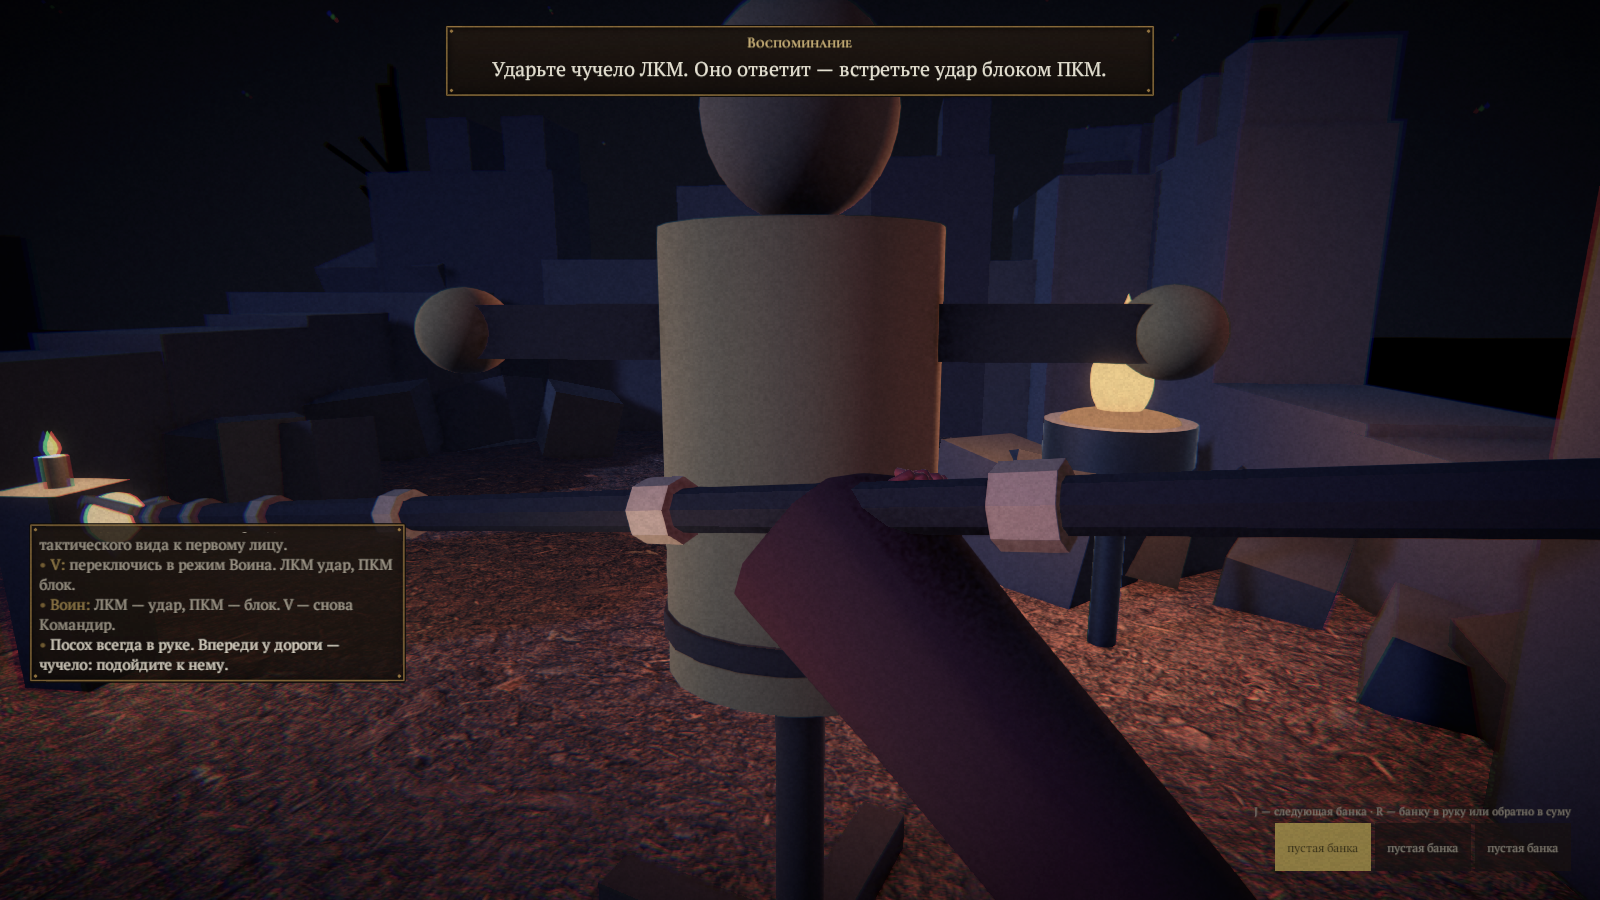 Воспоминание
Ударьте чучело ЛКМ. Оно ответит — встретьте удар блоком ПКМ.
тактического вида к первому лицу.
• V: переключись в режим Воина. ЛКМ удар, ПКМ
блок.
• Воин: ЛКМ — удар, ПКМ — блок. V — снова
Командир.
• Посох всегда в руке. Впереди у дороги —
чучело: подойдите к нему.
J — следующая банка · R — банку в руку или обратно в суму
пустая банка
пустая банка
пустая банка